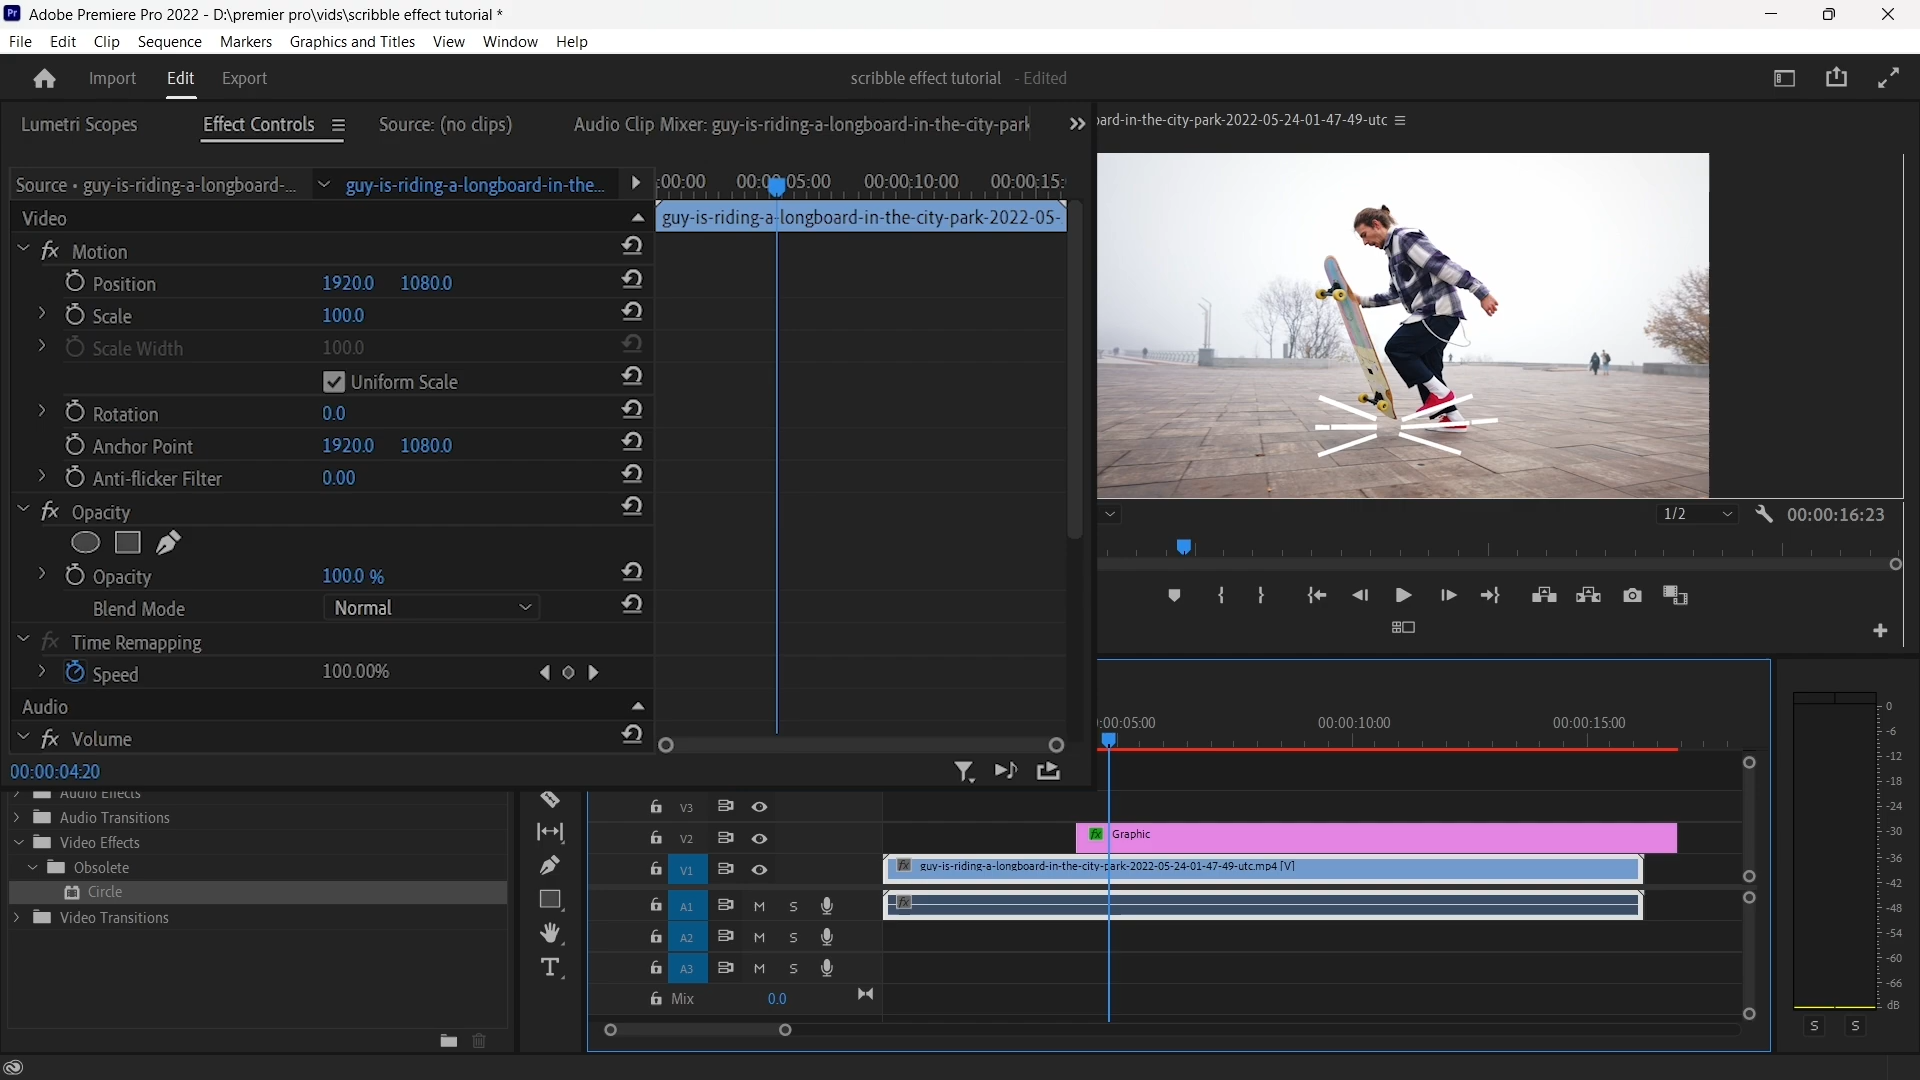 Pr Adobe Premiere Pro 2022 - D:\premier pro\vids\scribble effect tutorial *
File Edit Clip Sequence Markers Graphics and Titles View Window Help
Import Edit Export scribble effect tutorial - Edited
Lumetri Scopes Effect Controls Source: (no clips) Audio Clip Mixer: guy-is-riding-a-longboard-in-the-city-park
ard-in-the-city-park-2022-05-24-01-47-49-utc
Source • guy-is-riding-a-longboard-... guy-is-riding-a-longboard-in-the... :00:00 00:00:05:00 00:00:10:00 00:00:15:
Video guy-is-riding-a-longboard-in-the-city-park-2022-05-
fx Motion
Position 1920.0 1080.0
Scale 100.0
Scale Width 100.0
Uniform Scale
Rotation 0.0
Anchor Point 1920.0 1080.0
Anti-flicker Filter 0.00
fx Opacity
Opacity 100.0 %
Blend Mode Normal
fx Time Remapping
Speed 100.00%
Audio
fx Volume
00:00:04:20
1/2 00:00:16:23
:00:05:00 00:00:10:00 00:00:15:00
Audio Effects
Audio Transitions
Video Effects
Obsolete
Circle
Video Transitions
V3
V2 fx Graphic
V1 fx guy-is-riding-a-longboard-in-the-city-park-2022-05-24-01-47-49-utc.mp4 [V]
A1 M S fx
A2 M S
A3 M S
Mix 0.0
0
-6
-12
-18
-24
-30
-36
-42
-48
-54
-60
-66
dB
S S